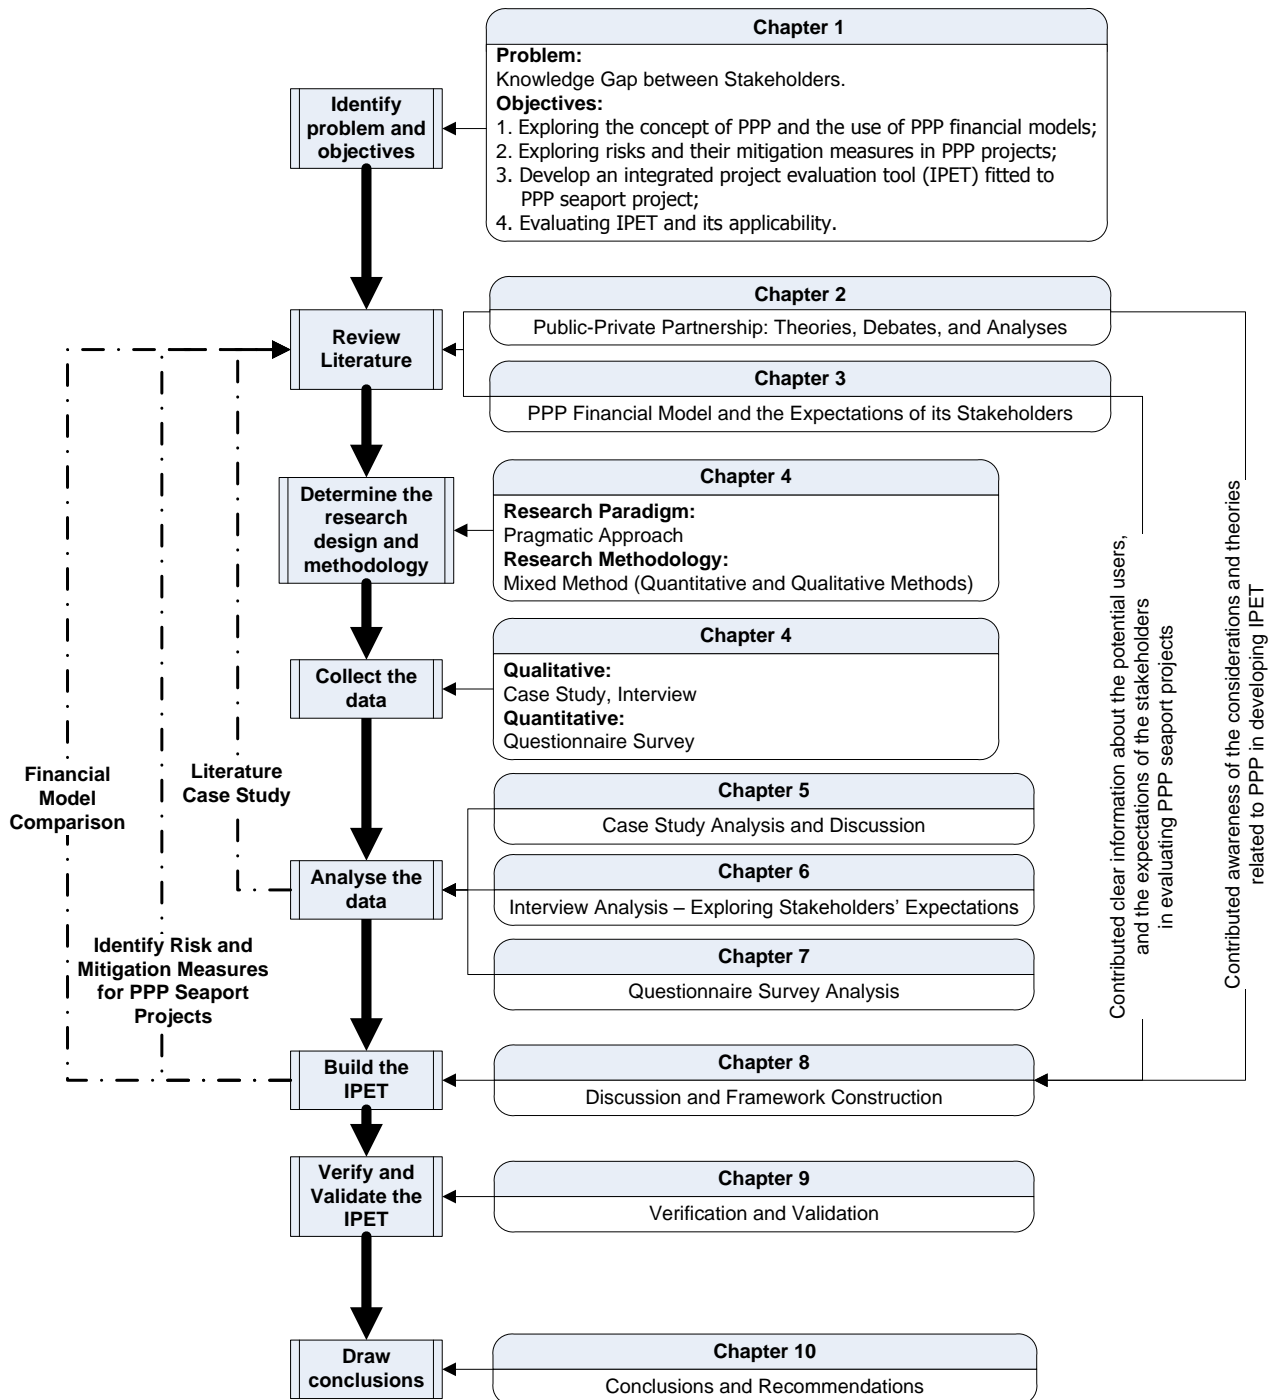 Chapter 1
Problem:
Knowledge Gap between Stakeholders.
Objectives:
1. Exploring the concept of PPP and the use of PPP financial models;
2. Exploring risks and their mitigation measures in PPP projects;
3. Develop an integrated project evaluation tool (IPET) fitted to
PPP seaport project;
4. Evaluating IPET and its applicability.
Identify
problem and
objectives
Chapter 2
Public-Private Partnership: Theories, Debates, and Analyses
Review
Literature
Chapter 3
PPP Financial Model and the Expectations of its Stakeholders
Determine the
research
design and
methodology
Chapter 4
Research Paradigm:
Pragmatic Approach
Research Methodology:
Mixed Method (Quantitative and Qualitative Methods)
Collect the
data
Chapter 4
Qualitative:
Case Study, Interview
Quantitative:
Questionnaire Survey
Financial
Model
Comparison
Literature
Case Study
Identify Risk and
Mitigation Measures
for PPP Seaport
Projects
Analyse the
data
Chapter 5
Case Study Analysis and Discussion
Chapter 6
Interview Analysis – Exploring Stakeholders’ Expectations
Chapter 7
Questionnaire Survey Analysis
Contributed clear information about the potential users,
and the expectations of the stakeholders
in evaluating PPP seaport projects
Contributed awareness of the considerations and theories
related to PPP in developing IPET
Build the
IPET
Chapter 8
Discussion and Framework Construction
Verify and
Validate the
IPET
Chapter 9
Verification and Validation
Draw
conclusions
Chapter 10
Conclusions and Recommendations